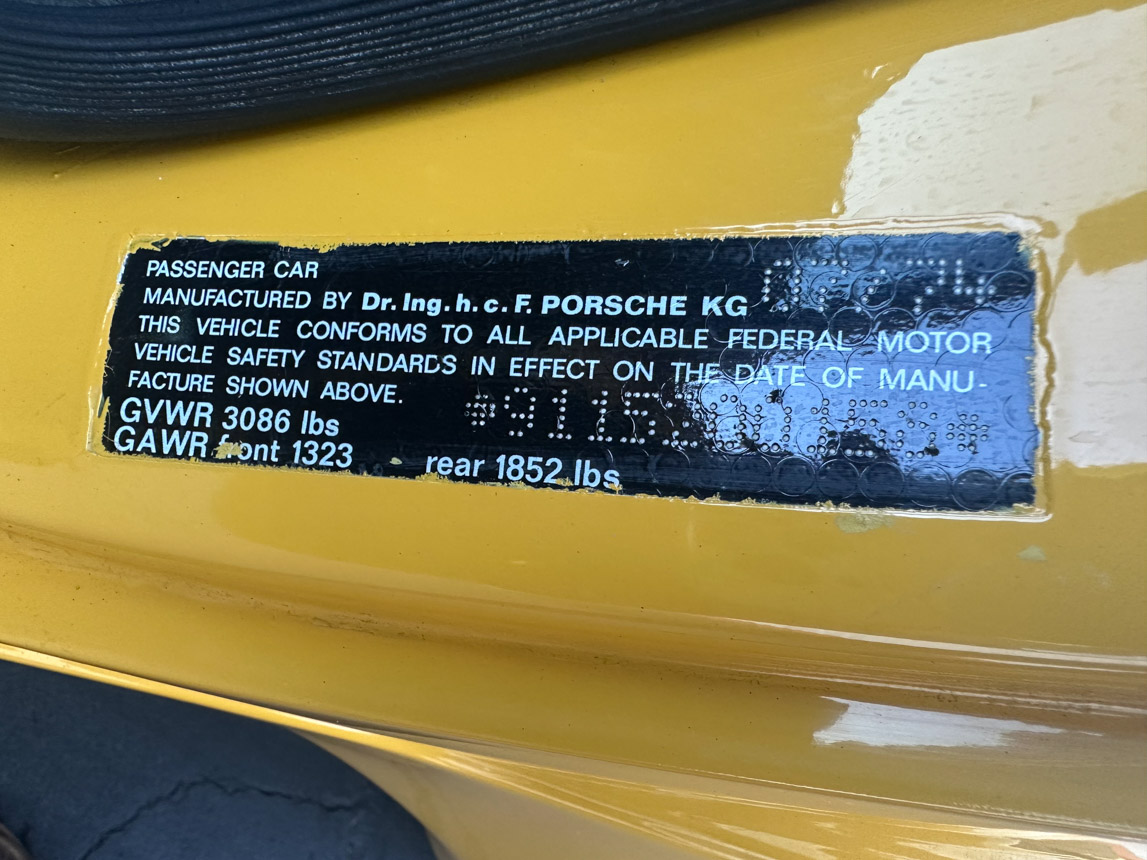 PASSENGER CAR
MANUFACTURED BY Dr. Ing. h. c. F. PORSCHE KG
THIS VEHICLE CONFORMS TO ALL APPLICABLE FEDERAL MOTOR
VEHICLE SAFETY STANDARDS IN EFFECT ON THE DATE OF MANU-
FACTURE SHOWN ABOVE.
GVWR 3086 lbs
GAWR front 1323 rear 1852 lbs